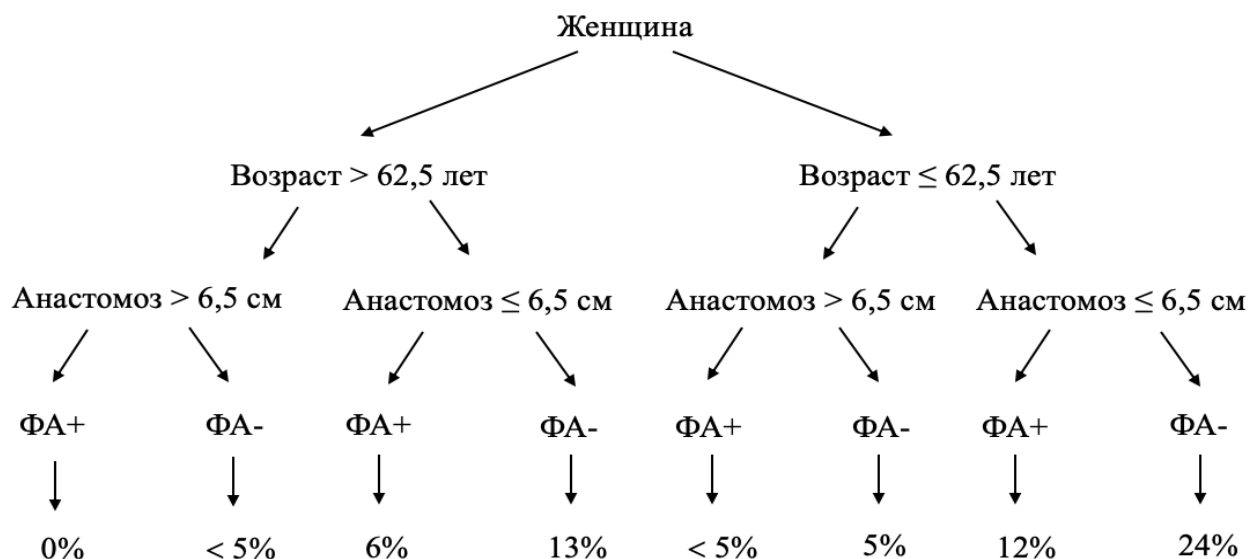 Женщина
Возраст > 62,5 лет Возраст ≤ 62,5 лет
Анастомоз > 6,5 см Анастомоз ≤ 6,5 см Анастомоз > 6,5 см Анастомоз ≤ 6,5 см
ФА+ ФА- ФА+ ФА- ФА+ ФА- ФА+ ФА-
0% < 5% 6% 13% < 5% 5% 12% 24%